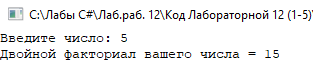 C:\Лабы C#\Лаб.раб. 12\Код Лабораторной 12 (1-5)'
Введите число: 5
Двойной факториал вашего числа = 15